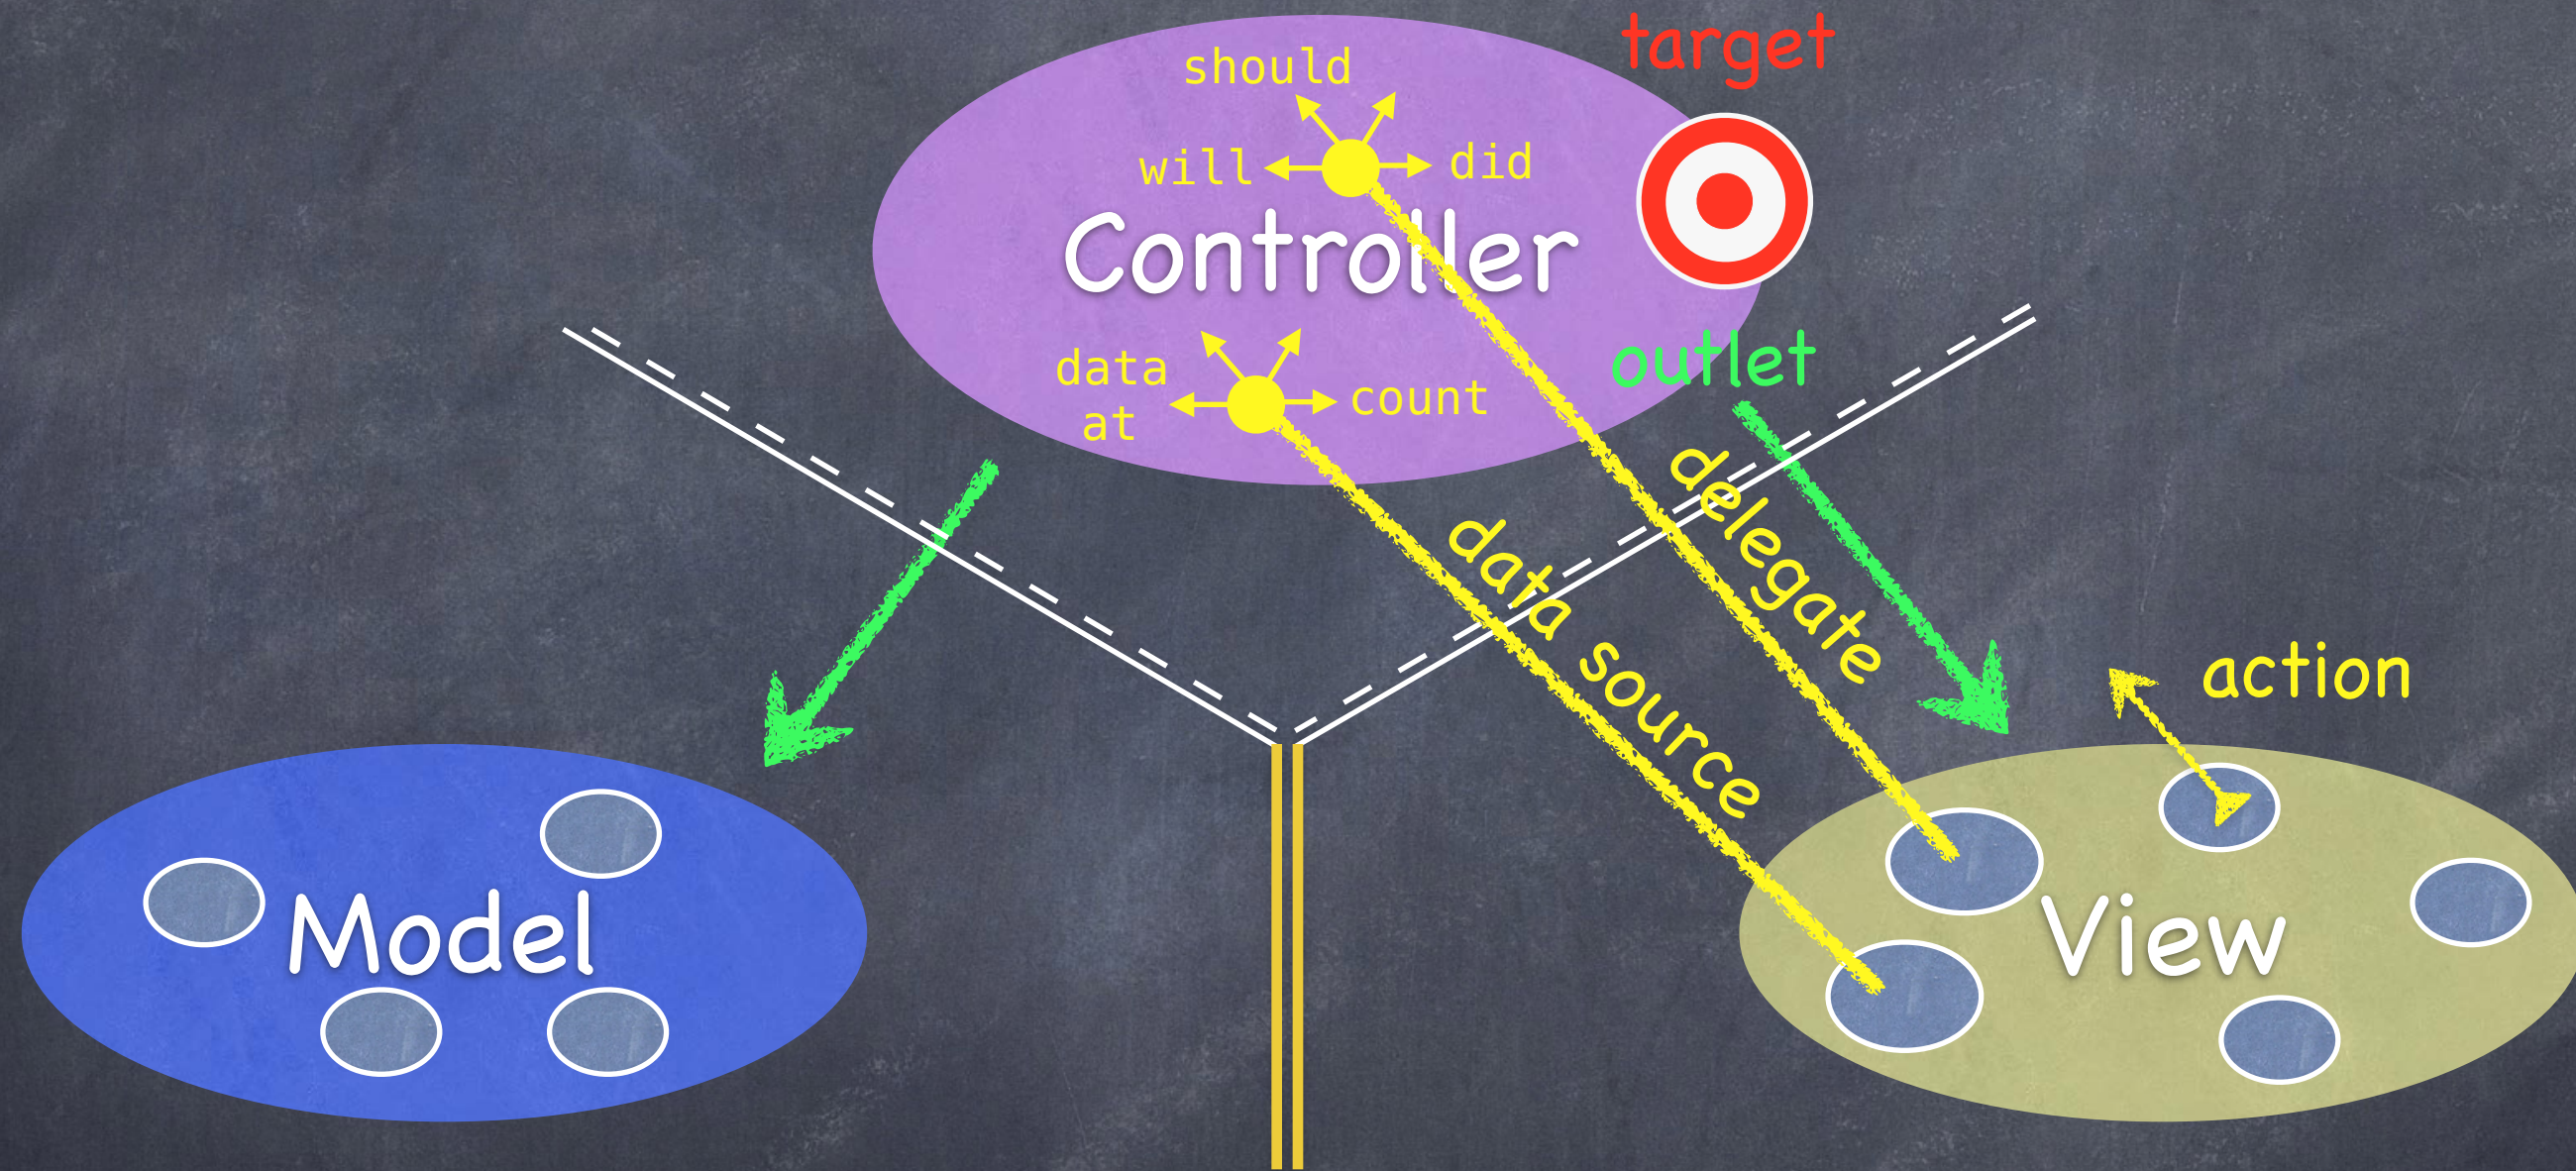 target
should
will
did
Controller
outlet
data
at
count
delegate
data source
action
Model
View